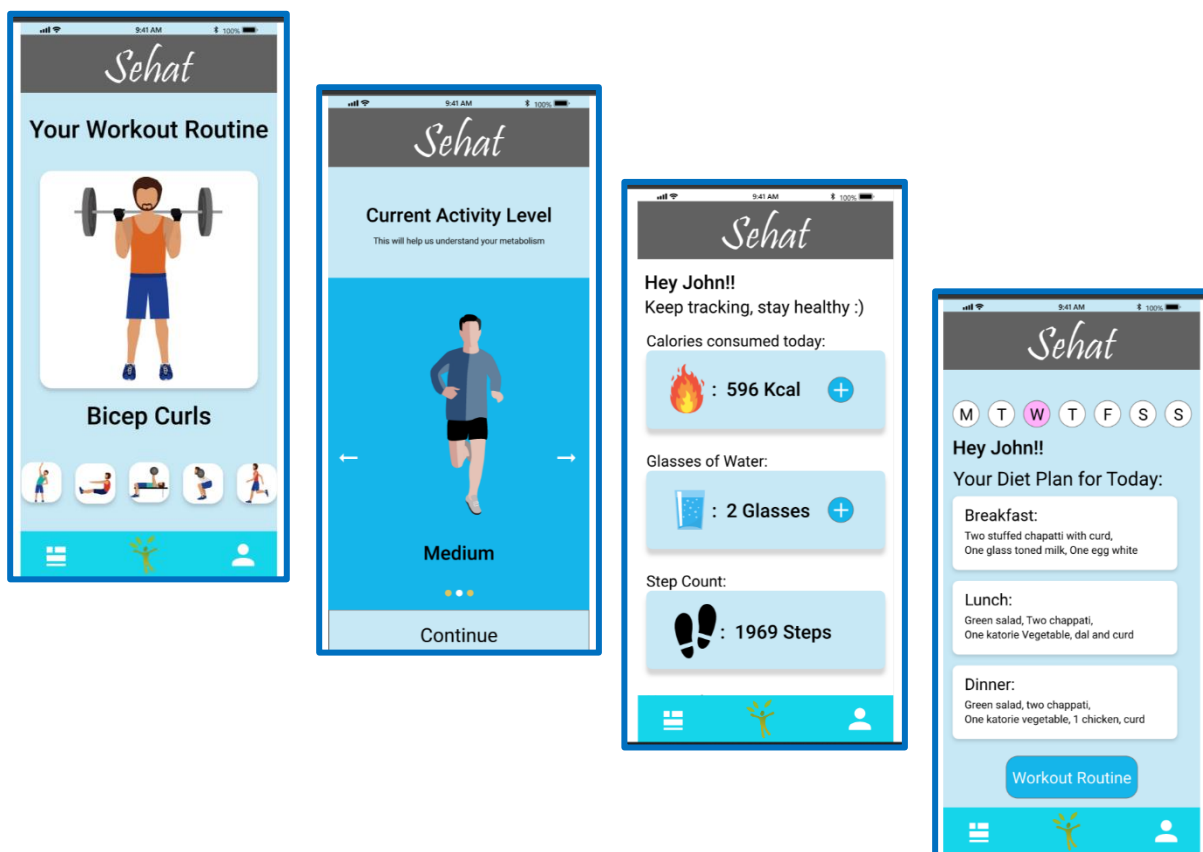 9:41 AM
100%
Sehat
Your Workout Routine
Bicep Curls
9:41 AM
100%
Sehat
Current Activity Level
This will help us understand your metabolism
Medium
Continue
9:41 AM
100%
Sehat
Hey John!!
Keep tracking, stay healthy :)
Calories consumed today:
: 596 Kcal
Glasses of Water:
: 2 Glasses
Step Count:
: 1969 Steps
9:41 AM
100%
Sehat
M T W T F S S
Hey John!!
Your Diet Plan for Today:
Breakfast:
Two stuffed chapatti with curd,
One glass toned milk, One egg white
Lunch:
Green salad, Two chappati,
One katorie Vegetable, dal and curd
Dinner:
Green salad, two chappati,
One katorie vegetable, 1 chicken, curd
Workout Routine